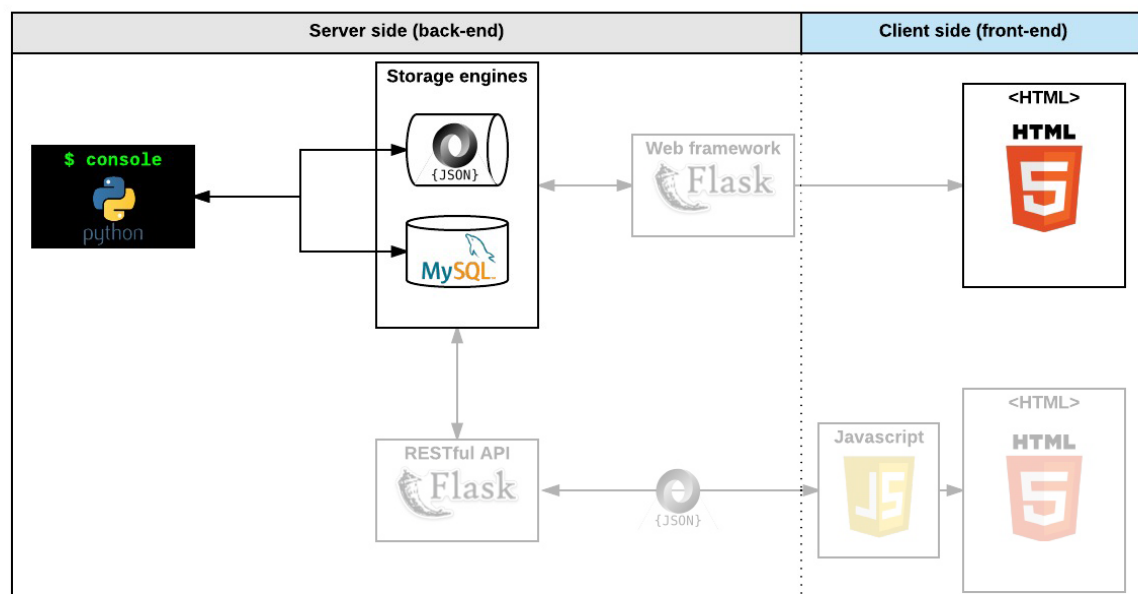 Server side (back-end)
Client side (front-end)
Storage engines
<HTML>
HTML
5
{JSON}
$ console
python
Web framework
Flask
MySQL
RESTful API
Flask
{JSON}
Javascript
JS
<HTML>
HTML
5